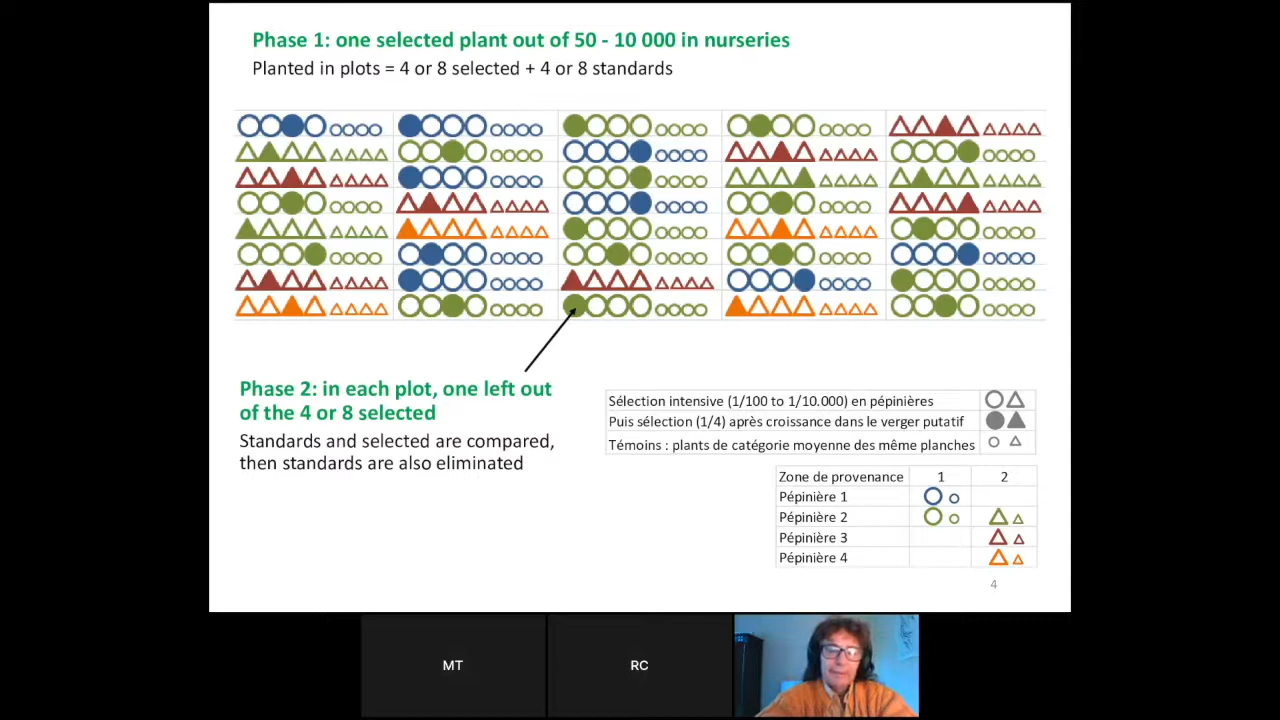 Phase 1: one selected plant out of 50 - 10 000 in nurseries
Planted in plots = 4 or 8 selected + 4 or 8 standards
Phase 2: in each plot, one left out
of the 4 or 8 selected
Standards and selected are compared,
then standards are also eliminated
Sélection intensive (1/100 to 1/10.000) en pépinières
Puis sélection (1/4) après croissance dans le verger putatif
Témoins : plants de catégorie moyenne des même planches
Zone de provenance 1 2
Pépinière 1
Pépinière 2
Pépinière 3
Pépinière 4
4
MT
RC